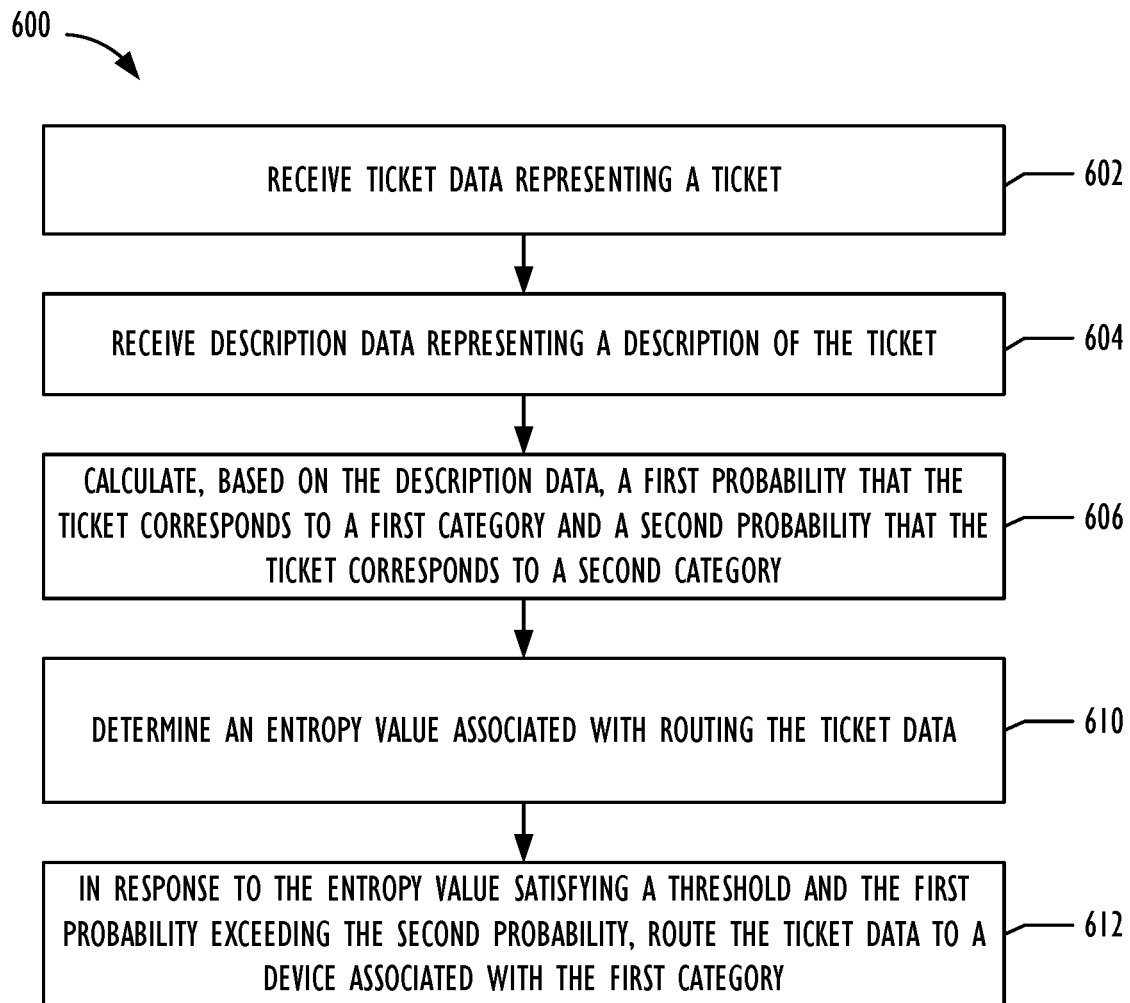 600
RECEIVE TICKET DATA REPRESENTING A TICKET
602
RECEIVE DESCRIPTION DATA REPRESENTING A DESCRIPTION OF THE TICKET
604
CALCULATE, BASED ON THE DESCRIPTION DATA, A FIRST PROBABILITY THAT THE
TICKET CORRESPONDS TO A FIRST CATEGORY AND A SECOND PROBABILITY THAT THE
TICKET CORRESPONDS TO A SECOND CATEGORY
606
DETERMINE AN ENTROPY VALUE ASSOCIATED WITH ROUTING THE TICKET DATA
610
IN RESPONSE TO THE ENTROPY VALUE SATISFYING A THRESHOLD AND THE FIRST
PROBABILITY EXCEEDING THE SECOND PROBABILITY, ROUTE THE TICKET DATA TO A
DEVICE ASSOCIATED WITH THE FIRST CATEGORY
612